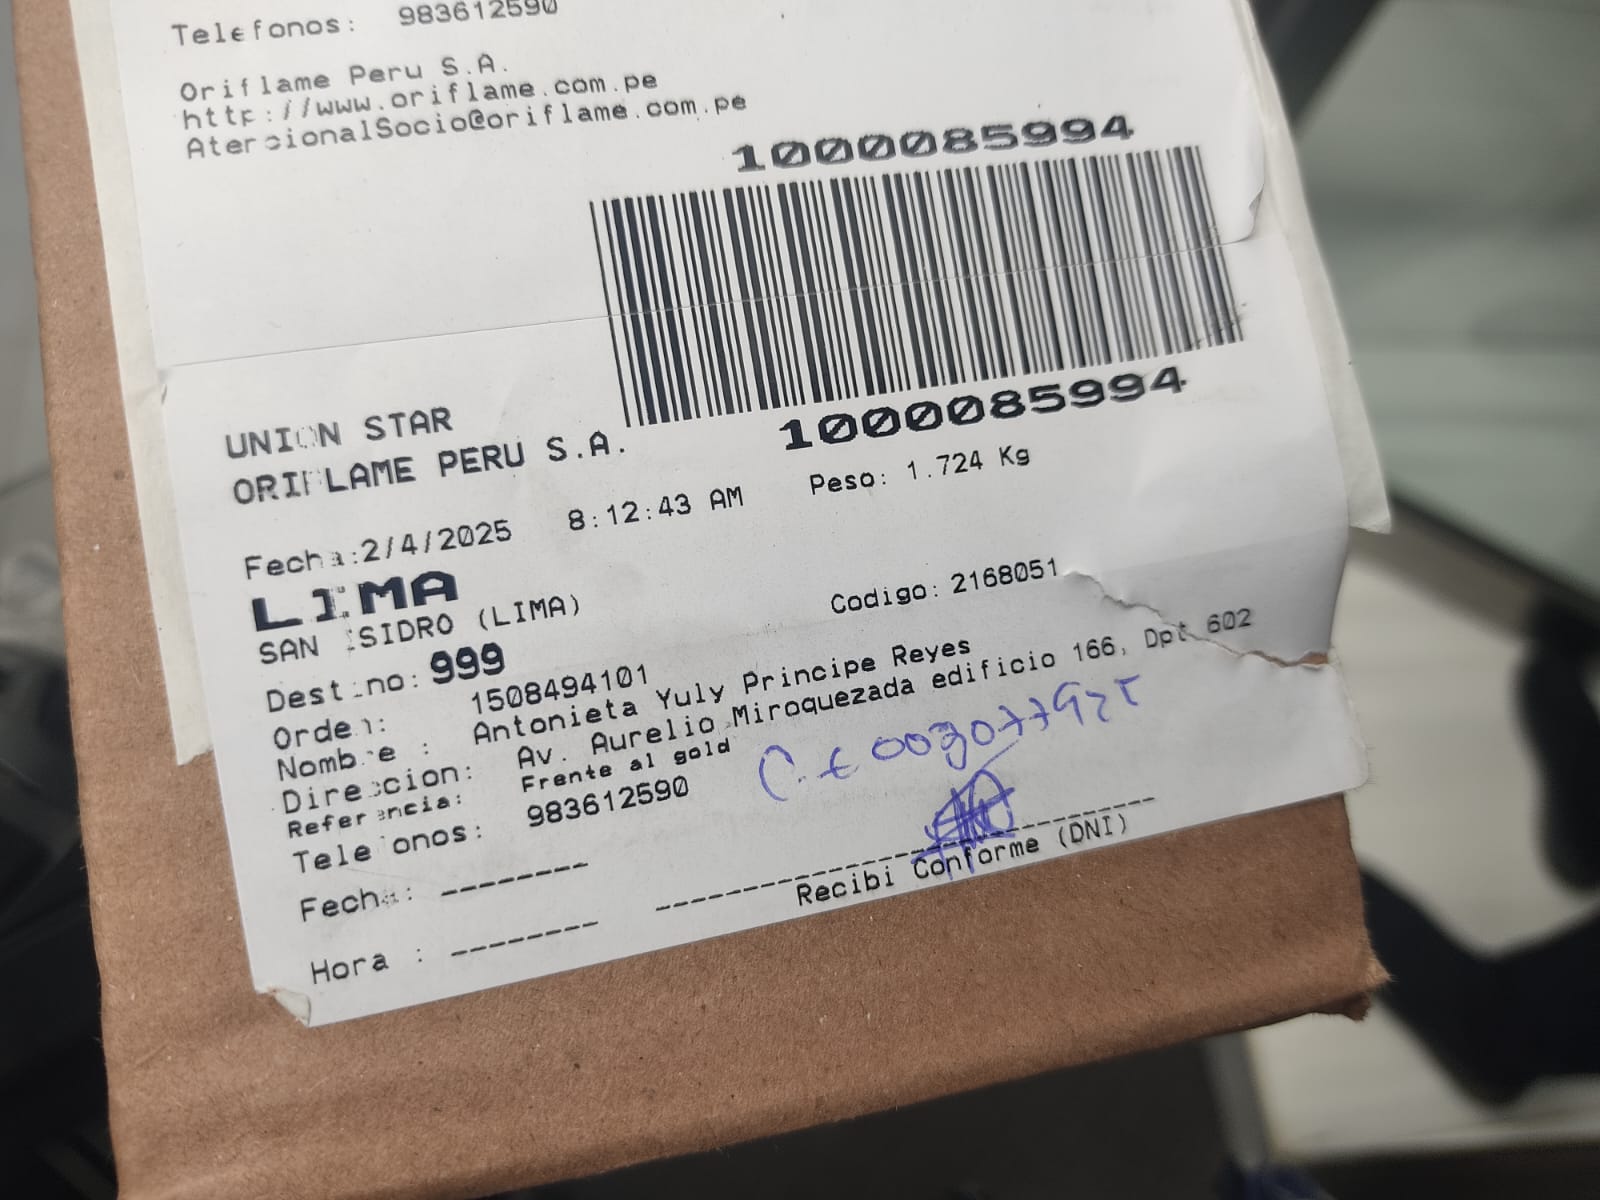 Telefonos: 983612590
Oriflame Peru S.A.
http://www.oriflame.com.pe
AtercionalSocio@oriflame.com.pe
1000085994
1000085994
UNION STAR
ORIFLAME PERU S.A.
Fecha:2/4/2025 8:12:43 AM Peso: 1.724 Kg
LIMA
SAN ISIDRO (LIMA) Codigo: 2168051
Destino: 999
Orden: 1508494101
Nombre : Antonieta Yuly Principe Reyes
Direccion: Av. Aurelio Miroquezada edificio 166, Dpt 602
Referencia: Frente al gold
Telefonos: 983612590
Fecha: --------
Hora : --------
Recibi Conforme (DNI)